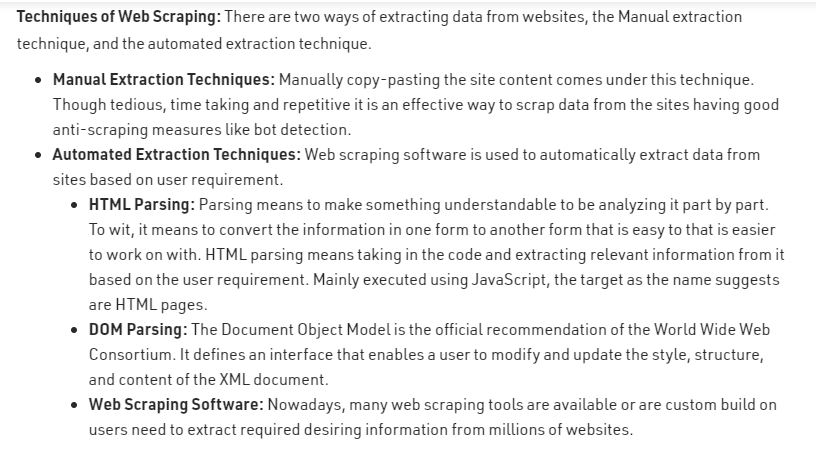 Techniques of Web Scraping: There are two ways of extracting data from websites, the Manual extraction
technique, and the automated extraction technique.
• Manual Extraction Techniques: Manually copy-pasting the site content comes under this technique.
Though tedious, time taking and repetitive it is an effective way to scrap data from the sites having good
anti-scraping measures like bot detection.
• Automated Extraction Techniques: Web scraping software is used to automatically extract data from
sites based on user requirement.
• HTML Parsing: Parsing means to make something understandable to be analyzing it part by part.
To wit, it means to convert the information in one form to another form that is easy to that is easier
to work on with. HTML parsing means taking in the code and extracting relevant information from it
based on the user requirement. Mainly executed using JavaScript, the target as the name suggests
are HTML pages.
• DOM Parsing: The Document Object Model is the official recommendation of the World Wide Web
Consortium. It defines an interface that enables a user to modify and update the style, structure,
and content of the XML document.
• Web Scraping Software: Nowadays, many web scraping tools are available or are custom build on
users need to extract required desiring information from millions of websites.